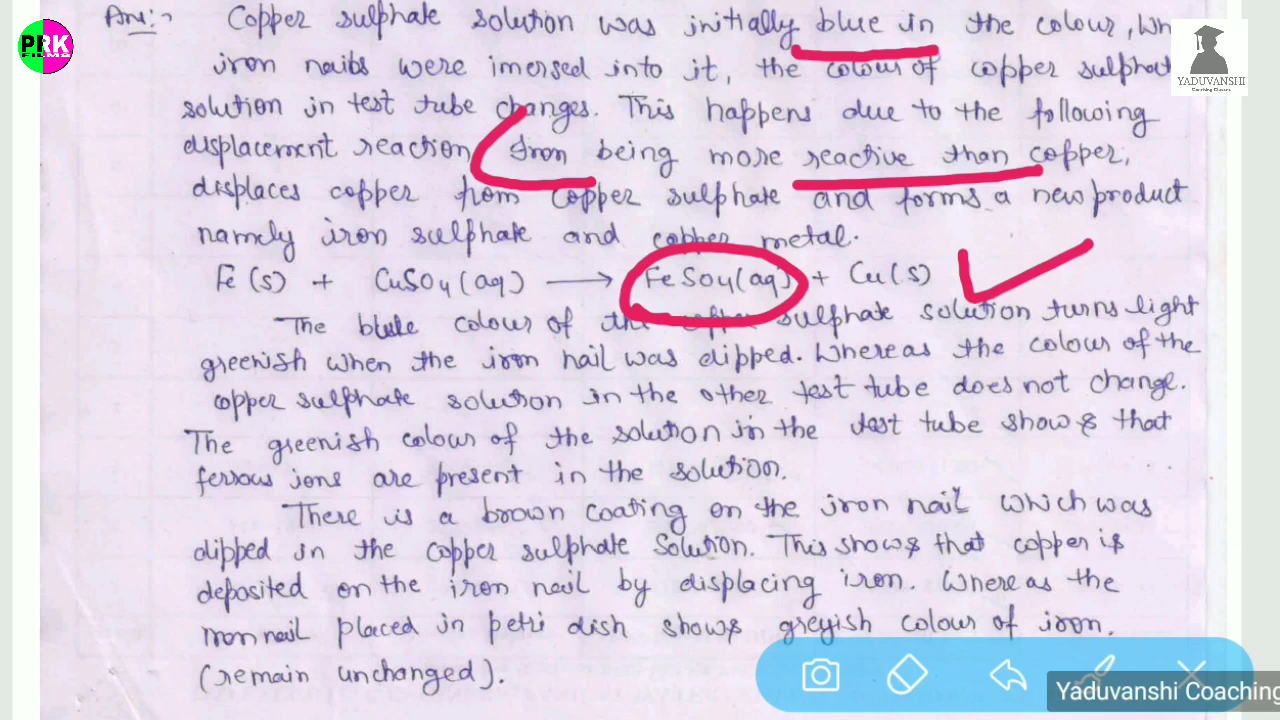 Ans:- Copper sulphate solution was initially blue in the colour, Wh
iron nails were imersed into it, the colour of copper sulphat
solution in test tube changes. This happens due to the following
displacement reaction Iron being more reactive than copper,
displaces copper from copper sulphate and forms a new product
namely iron sulphate and copper metal.
Fe (s) + CuSO4 (aq) → FeSO4(aq) + Cu(s)
The blue colour of the copper sulphate solution turns light
greenish when the iron nail was dipped. Whereas the colour of the
copper sulphate solution in the other test tube does not change.
The greenish colour of the solution in the test tube shows that
ferrous ions are present in the solution.
There is a brown coating on the iron nail which was
dipped in the copper sulphate solution. This shows that copper is
deposited on the iron nail by displacing iron. Whereas the
nail placed in petri dish shows greyish colour of iron.
(remain unchanged).
PRK
FILMS
YADUVANSHI
Coaching Classes
Yaduvanshi Coaching